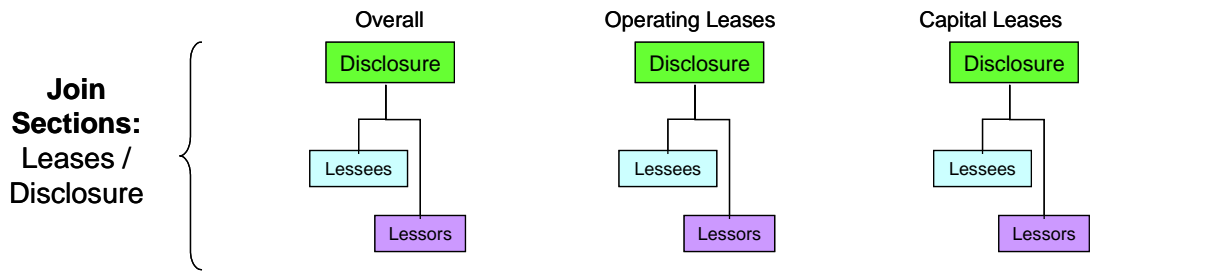 Overall
Operating Leases
Capital Leases
Join
Sections:
Leases /
Disclosure
Disclosure
Lessees
Lessors
Disclosure
Lessees
Lessors
Disclosure
Lessees
Lessors